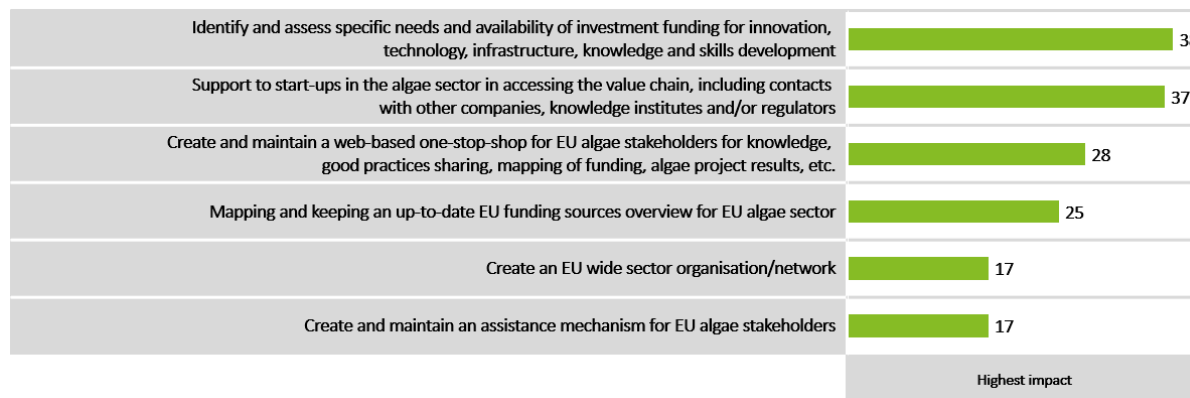 Identify and assess specific needs and availability of investment funding for innovation,
technology, infrastructure, knowledge and skills development
Support to start-ups in the algae sector in accessing the value chain, including contacts
with other companies, knowledge institutes and/or regulators
37
Create and maintain a web-based one-stop-shop for EU algae stakeholders for knowledge,
good practices sharing, mapping of funding, algae project results, etc.
28
Mapping and keeping an up-to-date EU funding sources overview for EU algae sector
25
Create an EU wide sector organisation/network
17
Create and maintain an assistance mechanism for EU algae stakeholders
17
Highest impact